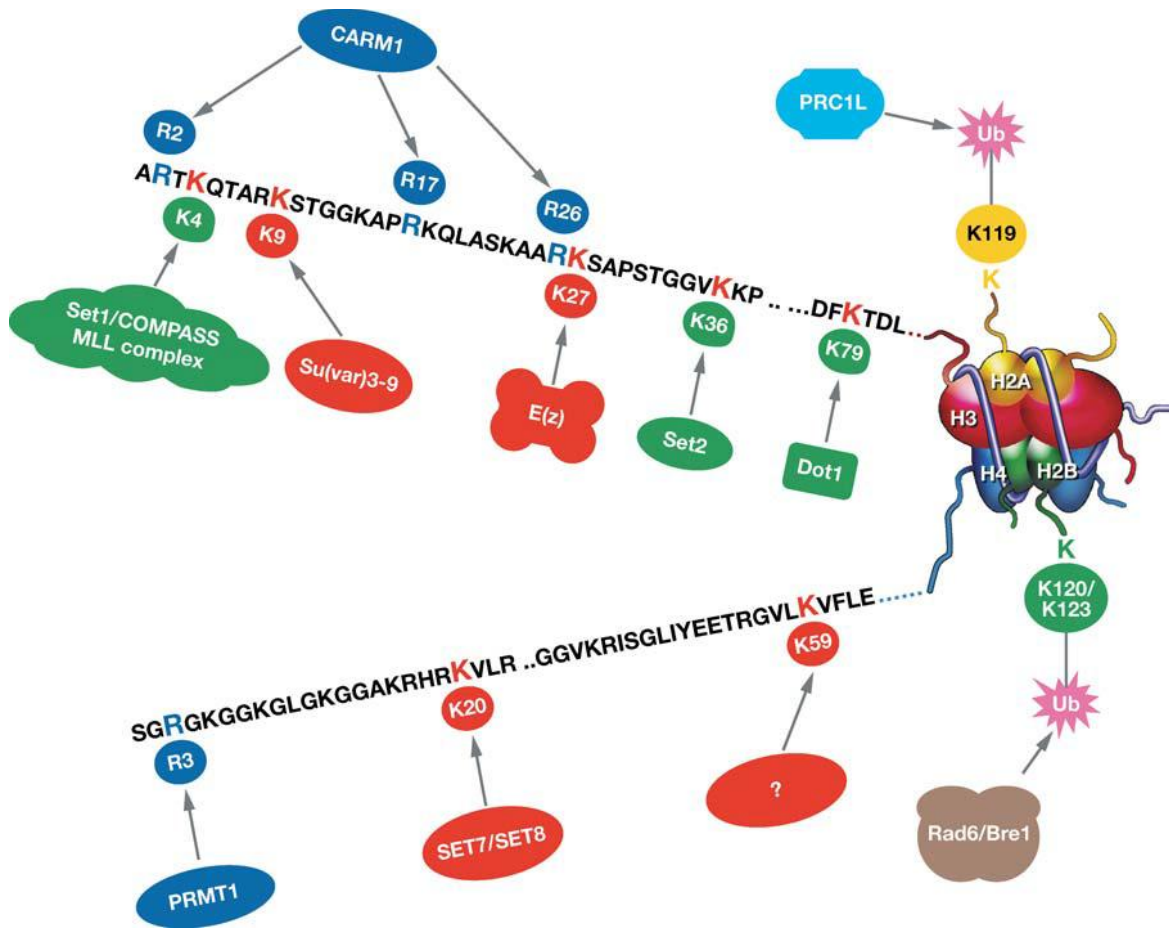 CARM1
PRC1L
R2
Ub
R17
ARTKQTARKSTGGKAPRKQLASKAARKSAPSTGGVKKP .. ...DFKTDL...
R26
K4
K9
K119
K
K27
K36
K79
Set1/COMPASS
MLL complex
Su(var)3-9
E(z)
Set2
Dot1
H2A
H3
H4
H2B
K
K120/
K123
SGRGKGGKGLGKGGAKRHRKVLR ..GGVKRISGLIYEETRGVLKVFLE
K59
K20
R3
Ub
?
SET7/SET8
Rad6/Bre1
PRMT1